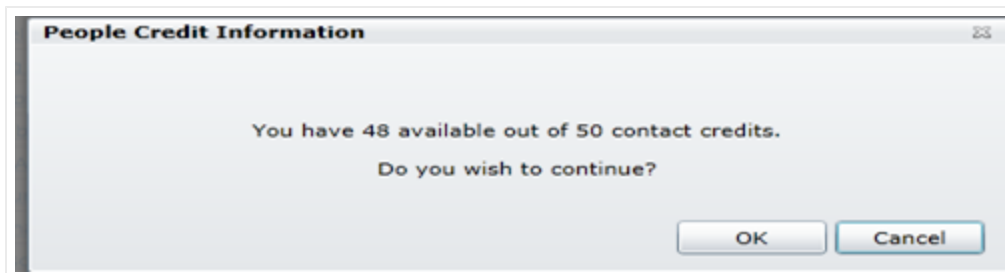 People Credit Information
You have 48 available out of 50 contact credits.
Do you wish to continue?
OK
Cancel